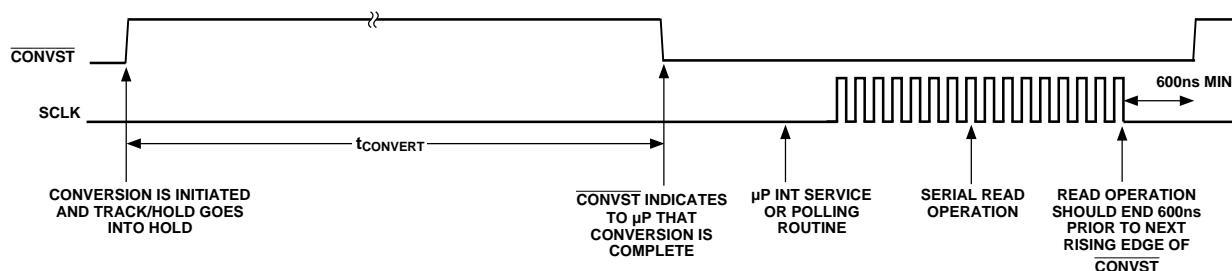 CONVST
600ns MIN
SCLK
tCONVERT
CONVERSION IS INITIATED
AND TRACK/HOLD GOES
INTO HOLD
CONVST INDICATES
TO µP THAT
CONVERSION IS
COMPLETE
µP INT SERVICE
OR POLLING
ROUTINE
SERIAL READ
OPERATION
READ OPERATION
SHOULD END 600ns
PRIOR TO NEXT
RISING EDGE OF
CONVST